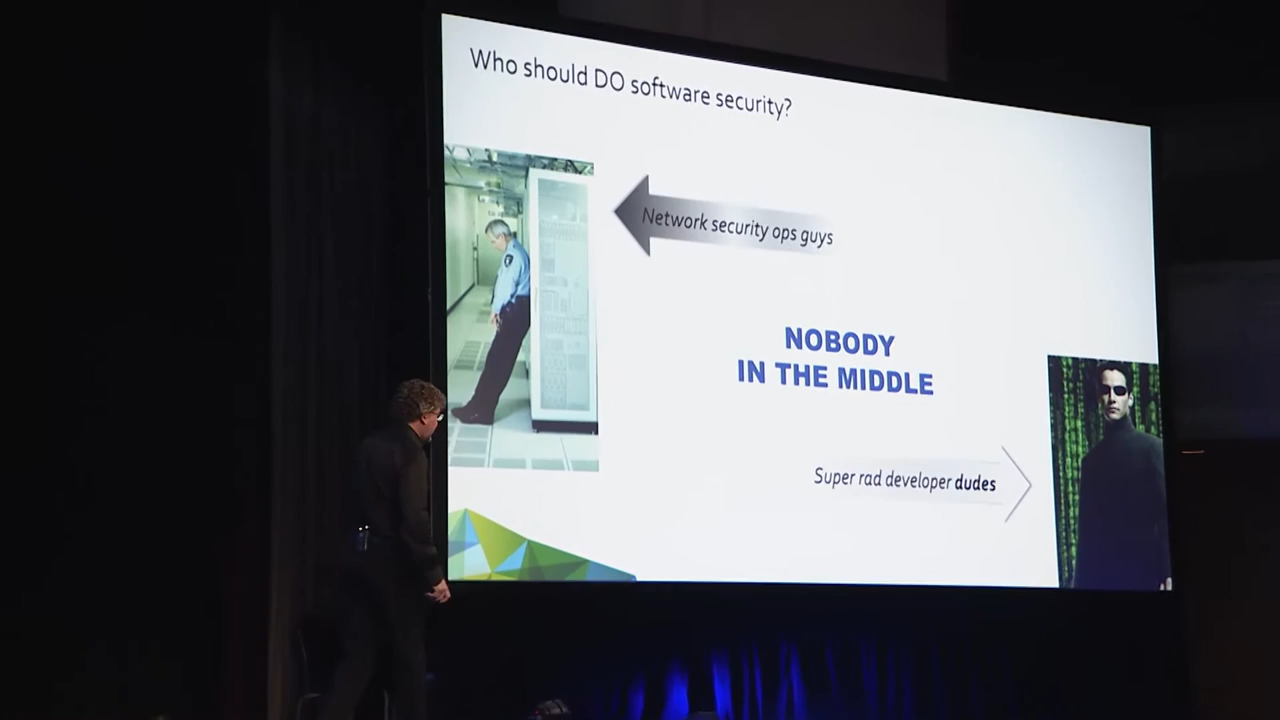 Who should DO software security?
Network security ops guys
NOBODY
IN THE MIDDLE
Super rad developer dudes